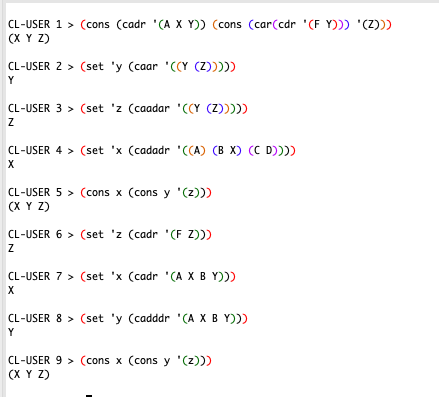 CL-USER 1 > (cons (cadr '(A X Y)) (cons (car(cdr '(F Y))) '(Z)))
(X Y Z)
CL-USER 2 > (set 'y (caar '((Y (Z)))))
Y
CL-USER 3 > (set 'z (caadar '((Y (Z)))))
Z
CL-USER 4 > (set 'x (cadadr '((A) (B X) (C D))))
X
CL-USER 5 > (cons x (cons y '(z)))
(X Y Z)
CL-USER 6 > (set 'z (cadr '(F Z)))
Z
CL-USER 7 > (set 'x (cadr '(A X B Y)))
X
CL-USER 8 > (set 'y (cadddr '(A X B Y)))
Y
CL-USER 9 > (cons x (cons y '(z)))
(X Y Z)